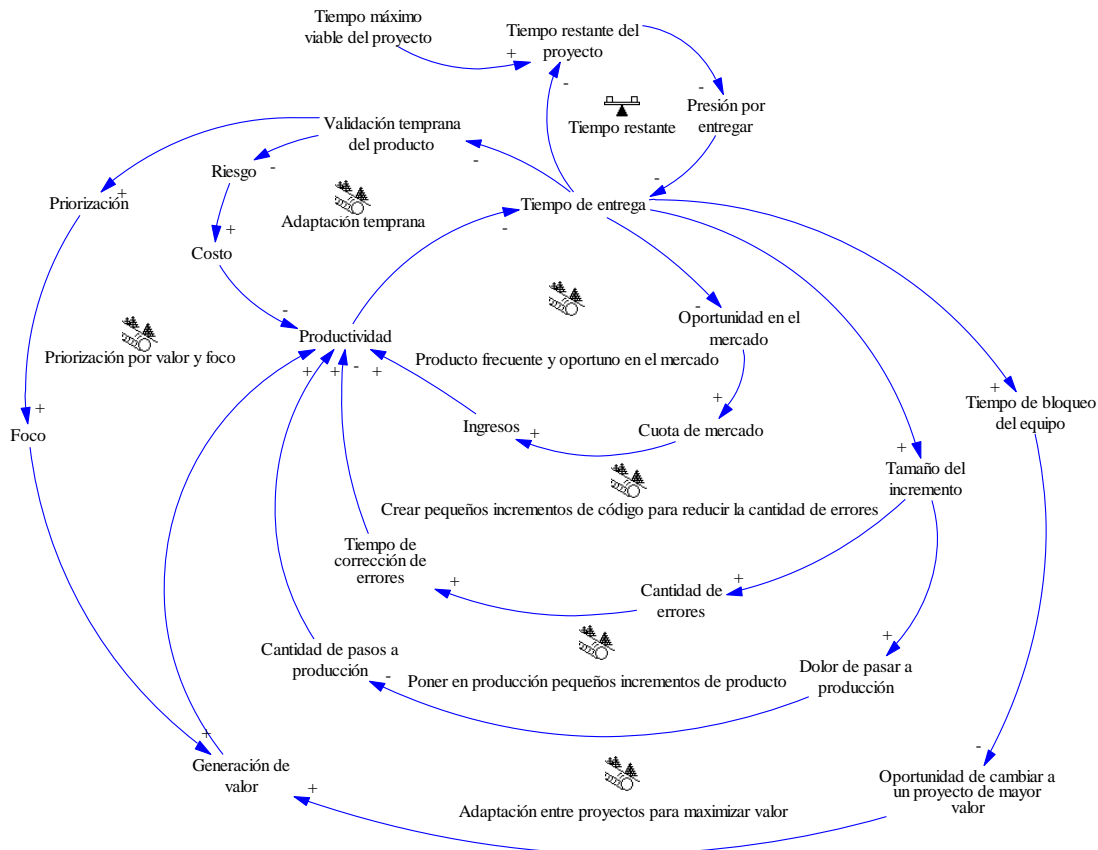 Tiempo máximo
viable del proyecto
+
Tiempo restante del
proyecto
-
-
Presión por
entregar
Tiempo restante
-
Validación temprana
del producto
-
Riesgo
-
+
Priorización
Adaptación temprana
Tiempo de entrega
-
+
Costo
-
Productividad
-
Oportunidad en el
mercado
Priorización por valor y foco
Producto frecuente y oportuno en el mercado
+
+
-
+
+
Foco
Ingresos
+
+
Cuota de mercado
+
Tiempo de bloqueo
del equipo
+
Tamaño del
incremento
Crear pequeños incrementos de código para reducir la cantidad de errores
Tiempo de
corrección de
errores
+
Cantidad de
errores
+
Cantidad de pasos a
producción
-
Poner en producción pequeños incrementos de producto
+
Dolor de pasar a
producción
+
Generación de
valor
+
Adaptación entre proyectos para maximizar valor
-
Oportunidad de cambiar a
un proyecto de mayor
valor